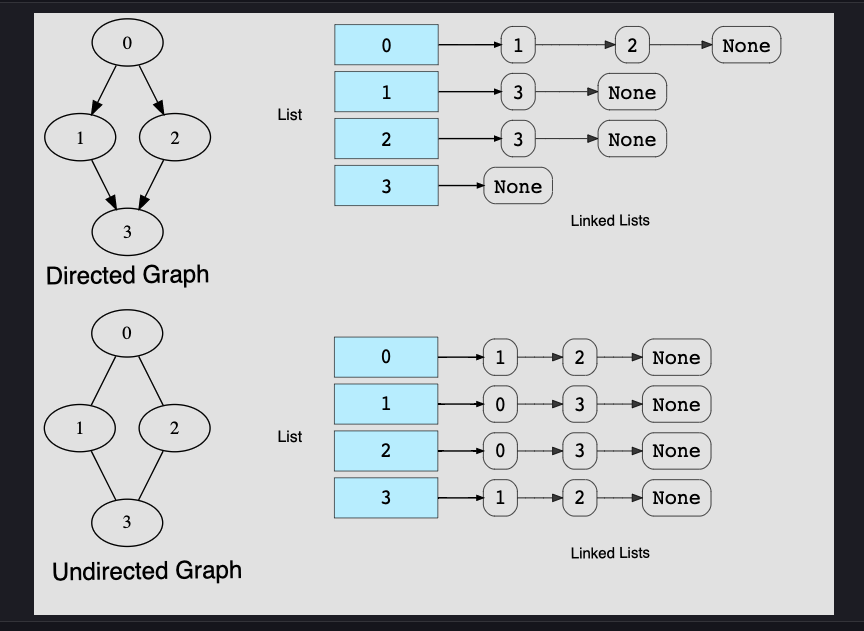 0
1 2
3
Directed Graph
List
0 1 2 None
1 3 None
2 3 None
3 None
Linked Lists
0
1 2
3
Undirected Graph
List
0 1 2 None
1 0 3 None
2 0 3 None
3 1 2 None
Linked Lists